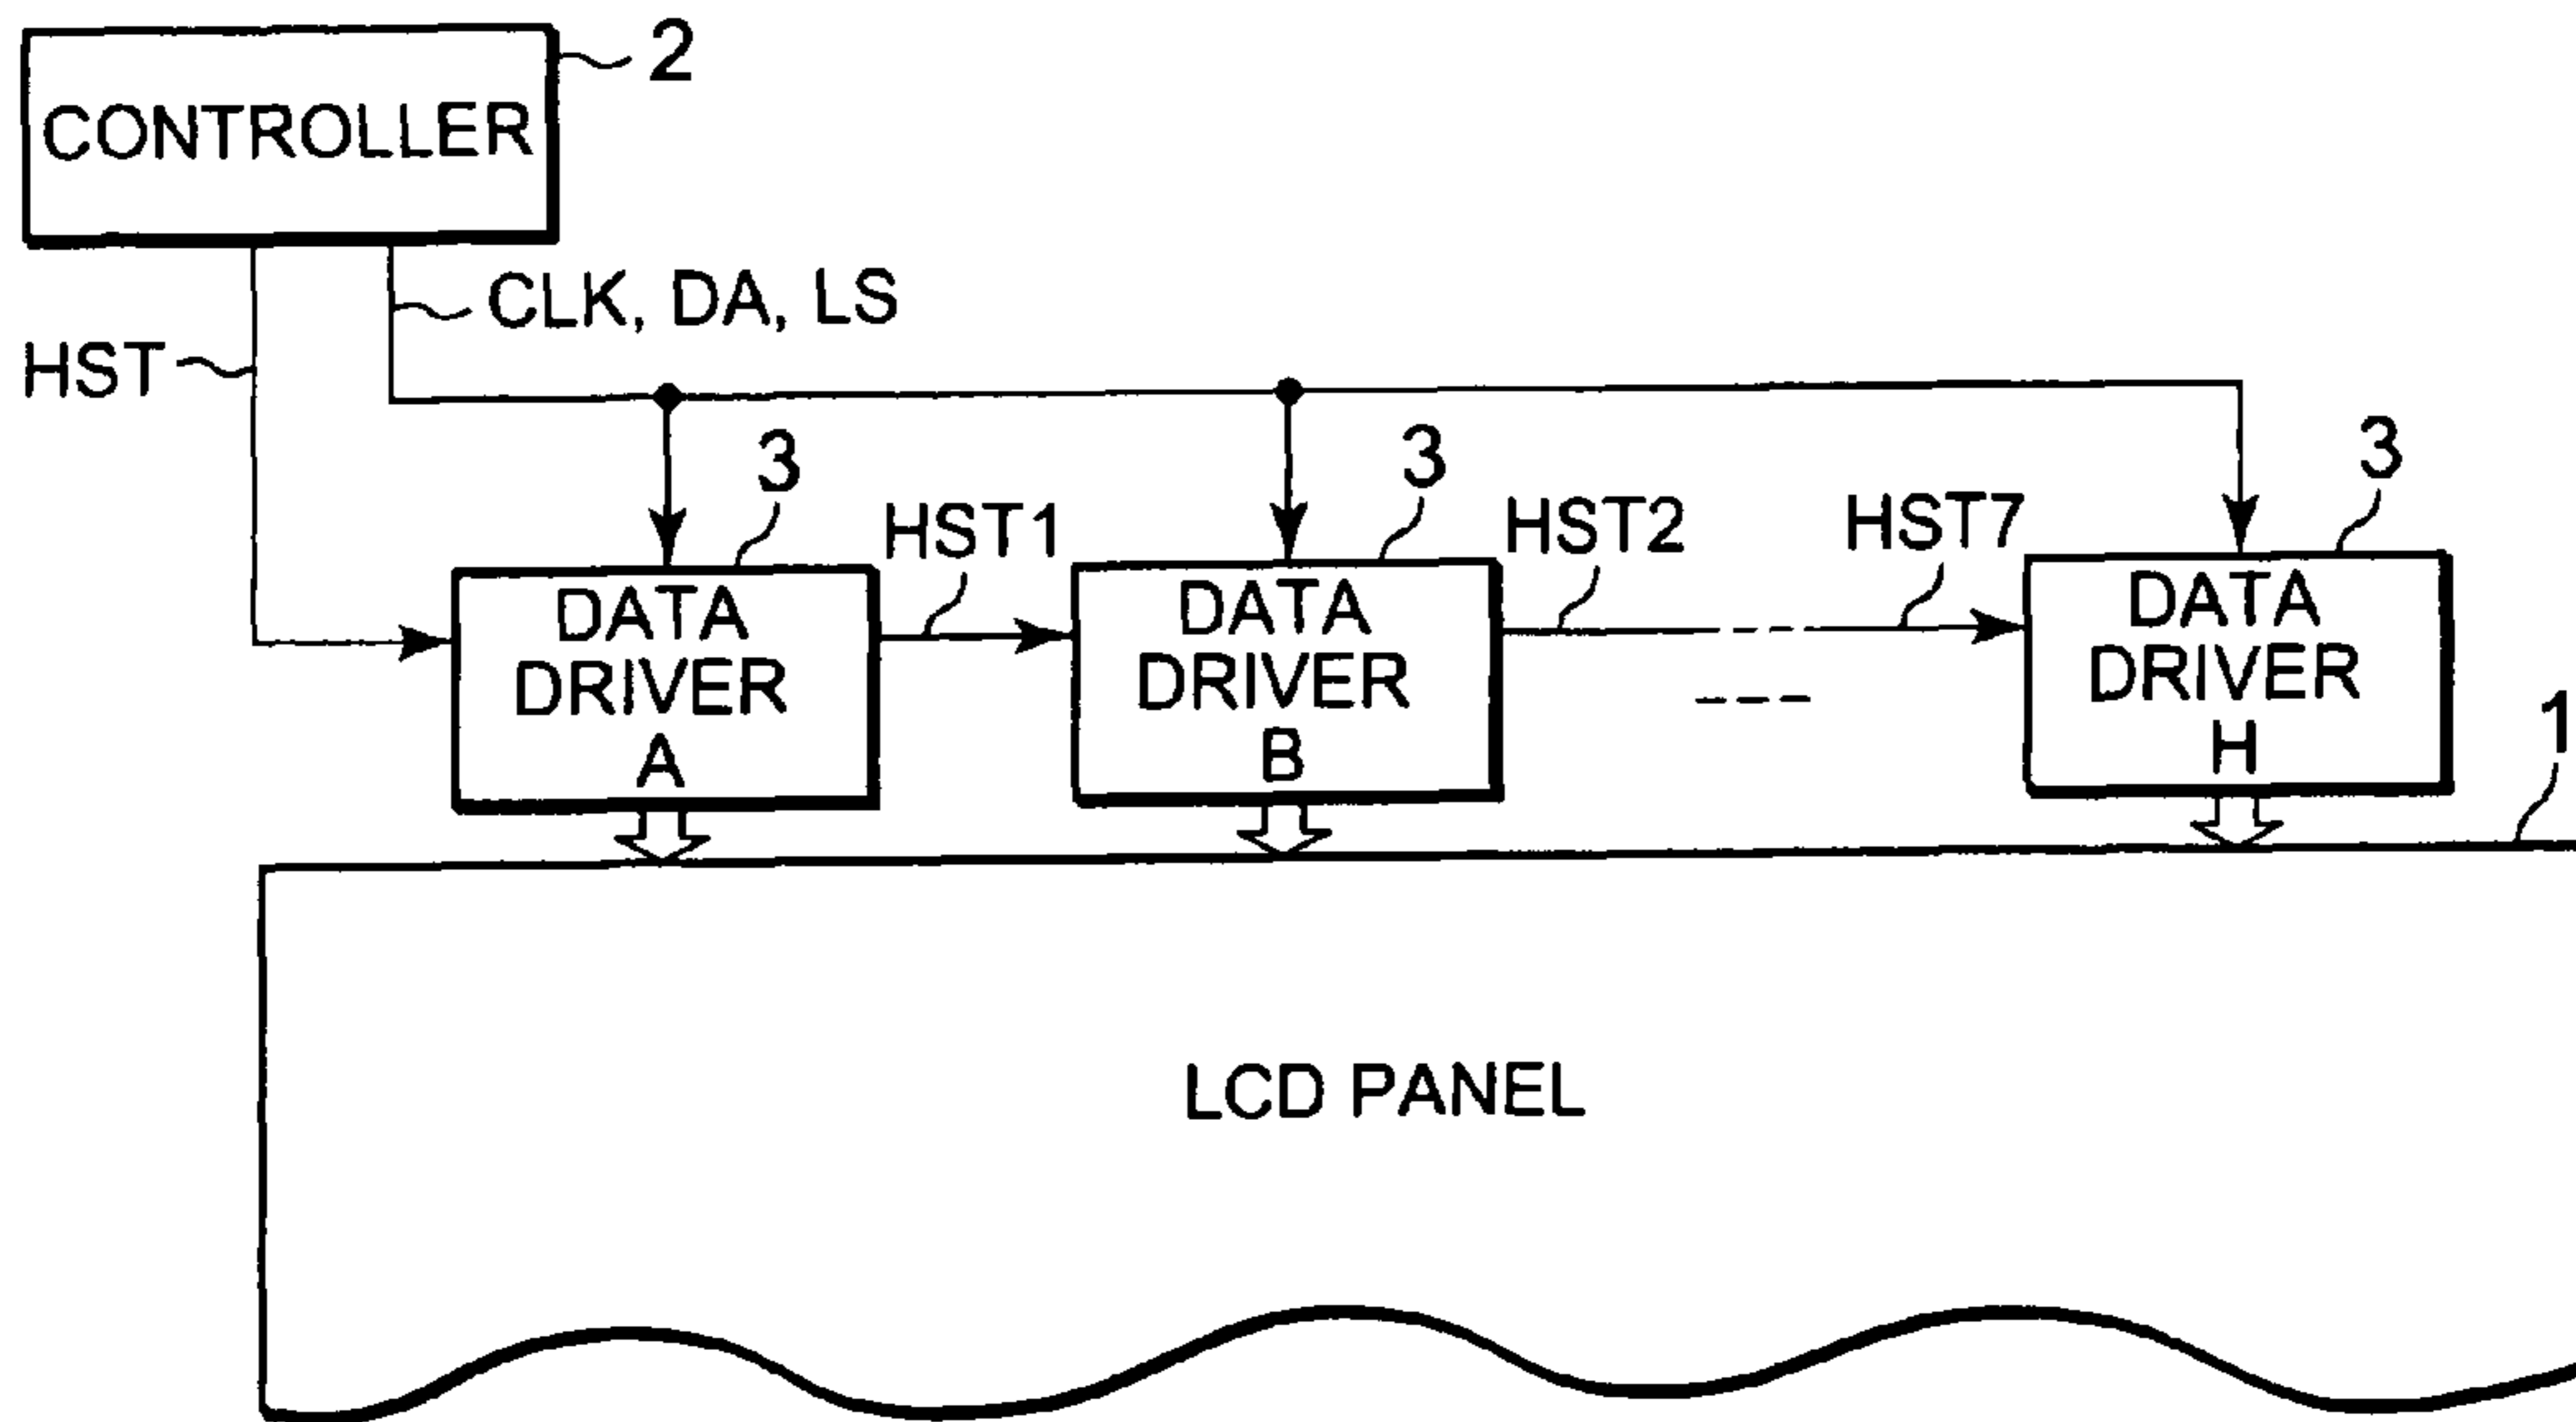 2
CONTROLLER
CLK, DA, LS
HST
3
3
3
HST1
HST2
HST7
DATA
DRIVER
A
DATA
DRIVER
B
DATA
DRIVER
H
1
LCD PANEL